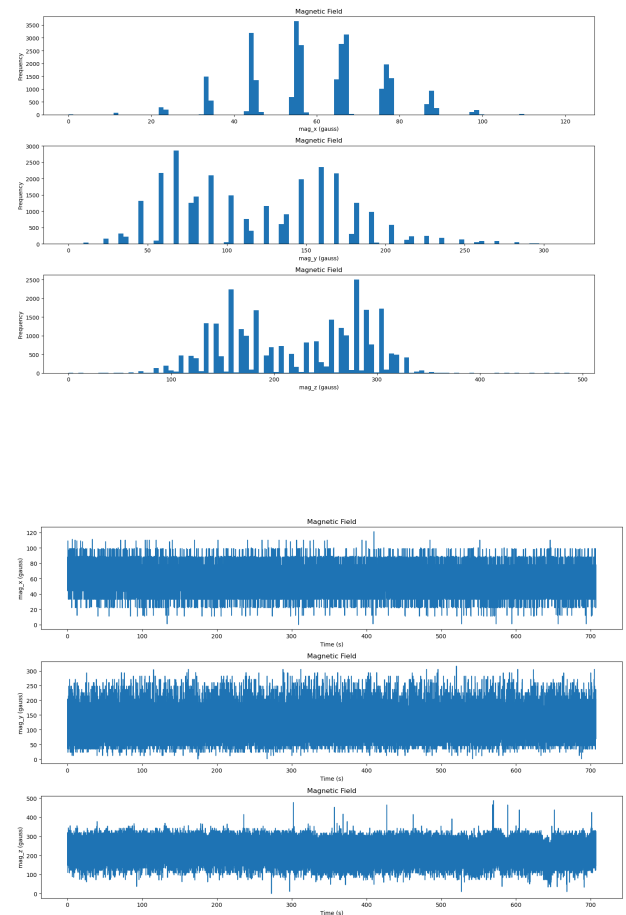 Magnetic Field
3500
3000
2500
2000
1500
1000
500
0
Frequency
0 20 40 60 80 100 120
mag_x (gauss)
Magnetic Field
3000
2500
2000
1500
1000
500
0
Frequency
0 50 100 150 200 250 300
mag_y (gauss)
Magnetic Field
2500
2000
1500
1000
500
0
Frequency
0 100 200 300 400 500
mag_z (gauss)
Magnetic Field
120
100
80
60
40
20
0
mag_x (gauss)
0 100 200 300 400 500 600 700
Time (s)
Magnetic Field
300
250
200
150
100
50
0
mag_y (gauss)
0 100 200 300 400 500 600 700
Time (s)
Magnetic Field
500
400
300
200
100
0
mag_z (gauss)
0 100 200 300 400 500 600 700
Time (s)